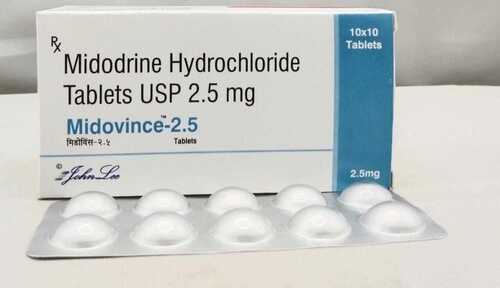 Rx
10x10
Tablets
Midodrine Hydrochloride
Tablets USP 2.5 mg
Midovince™-2.5
मिडोविंस-२.५ Tablets
John Lee
2.5mg